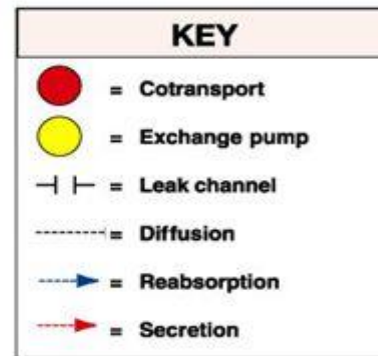 KEY
= Cotransport
= Exchange pump
= Leak channel
= Diffusion
= Reabsorption
= Secretion